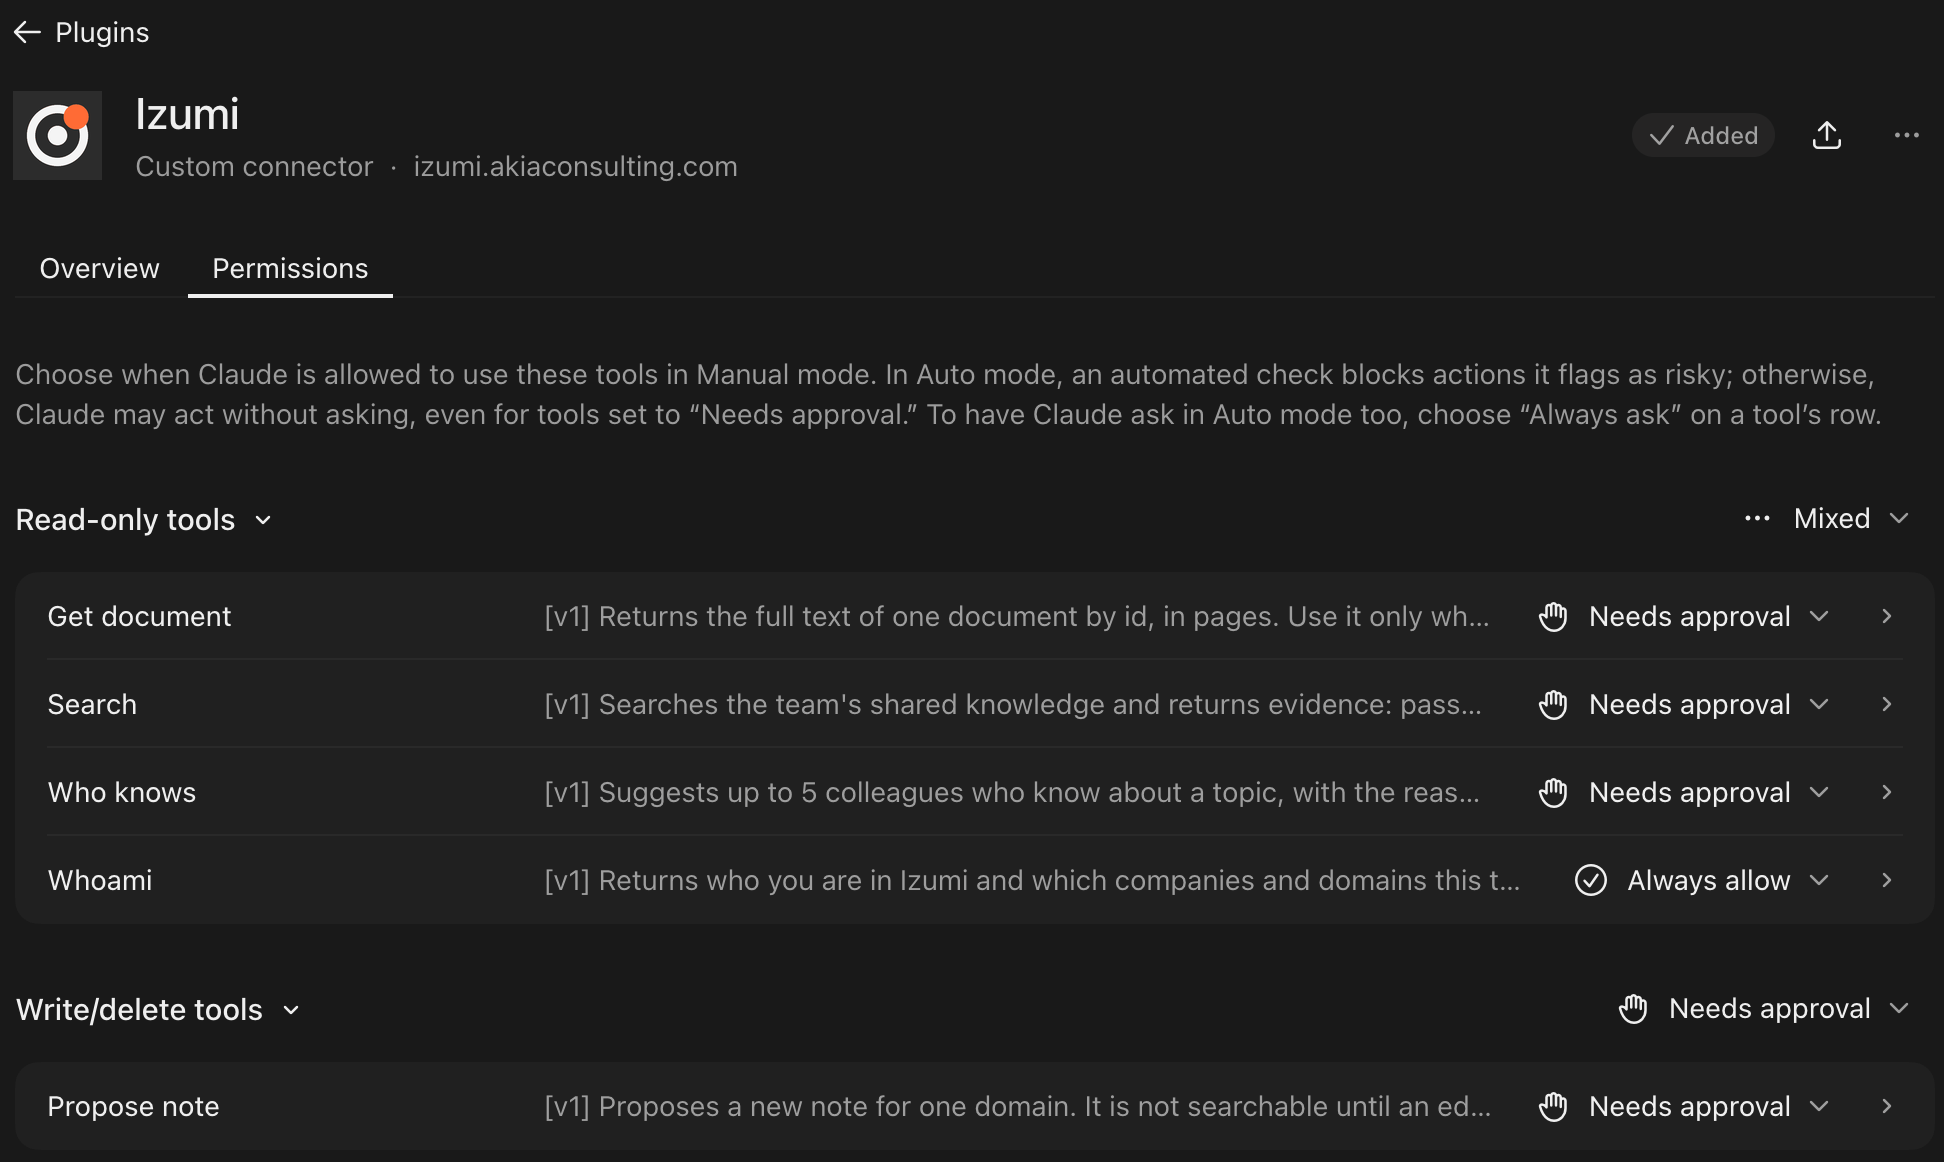 Plugins
Izumi
Custom connector · izumi.akiaconsulting.com
Added
Overview
Permissions
Choose when Claude is allowed to use these tools in Manual mode. In Auto mode, an automated check blocks actions it flags as risky; otherwise,
Claude may act without asking, even for tools set to “Needs approval.” To have Claude ask in Auto mode too, choose “Always ask” on a tool’s row.
Read-only tools
Mixed
Get document [v1] Returns the full text of one document by id, in pages. Use it only wh... Needs approval
Search [v1] Searches the team's shared knowledge and returns evidence: pass... Needs approval
Who knows [v1] Suggests up to 5 colleagues who know about a topic, with the reas... Needs approval
Whoami [v1] Returns who you are in Izumi and which companies and domains this t... Always allow
Write/delete tools
Needs approval
Propose note [v1] Proposes a new note for one domain. It is not searchable until an ed... Needs approval